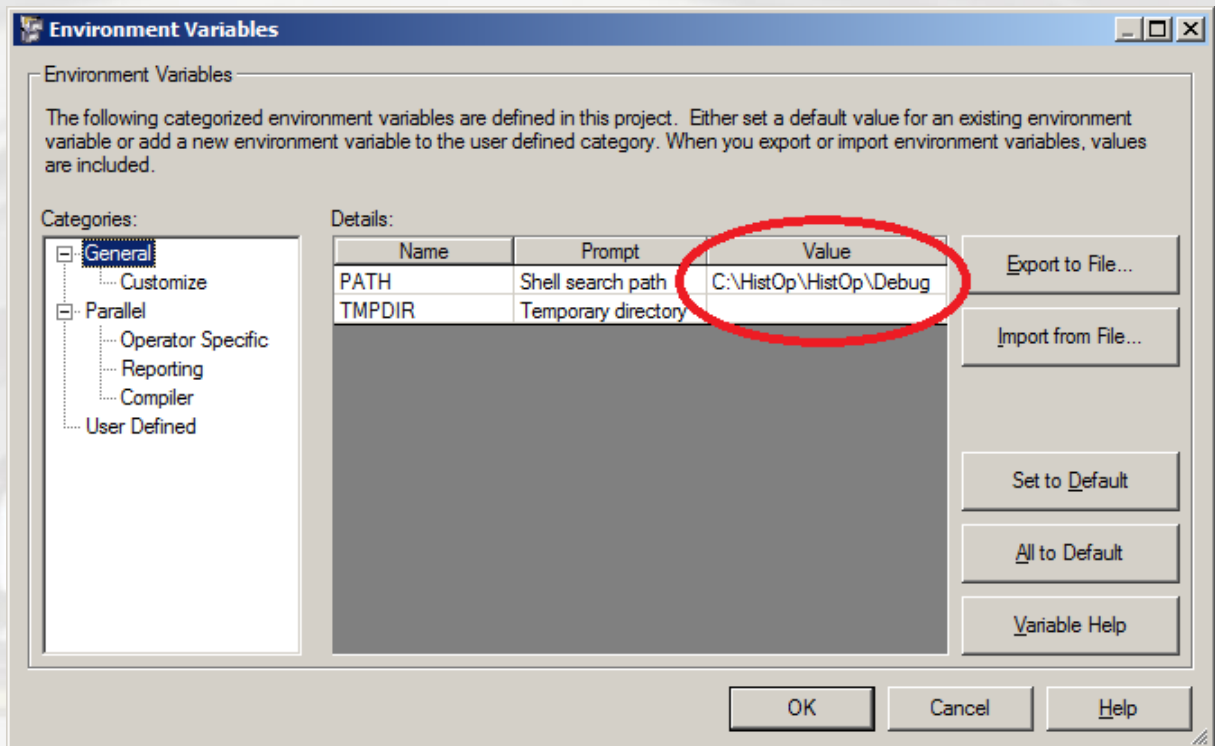 Environment Variables
Environment Variables
The following categorized environment variables are defined in this project.  Either set a default value for an existing environment
variable or add a new environment variable to the user defined category. When you export or import environment variables, values
are included.
Categories:
General
Customize
Parallel
Operator Specific
Reporting
Compiler
User Defined
Details:
Name Prompt Value
PATH Shell search path C:\HistOp\HistOp\Debug
TMPDIR Temporary directory
Export to File...
Import from File...
Set to Default
All to Default
Variable Help
OK Cancel Help